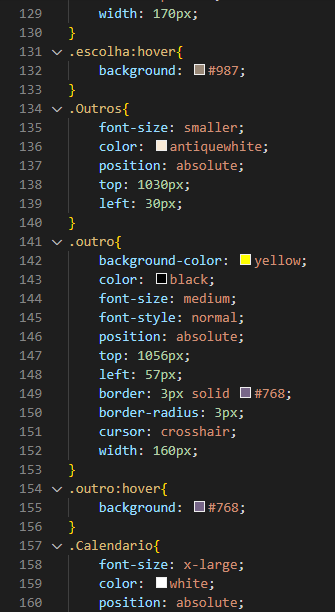 129 width: 170px;
130 }
131 .escolha:hover{
132 background: #987;
133 }
134 .Outros{
135 font-size: smaller;
136 color: antiquewhite;
137 position: absolute;
138 top: 1030px;
139 left: 30px;
140 }
141 .outro{
142 background-color: yellow;
143 color: black;
144 font-size: medium;
145 font-style: normal;
146 position: absolute;
147 top: 1056px;
148 left: 57px;
149 border: 3px solid #768;
150 border-radius: 3px;
151 cursor: crosshair;
152 width: 160px;
153 }
154 .outro:hover{
155 background: #768;
156 }
157 .Calendario{
158 font-size: x-large;
159 color: white;
160 position: absolute;